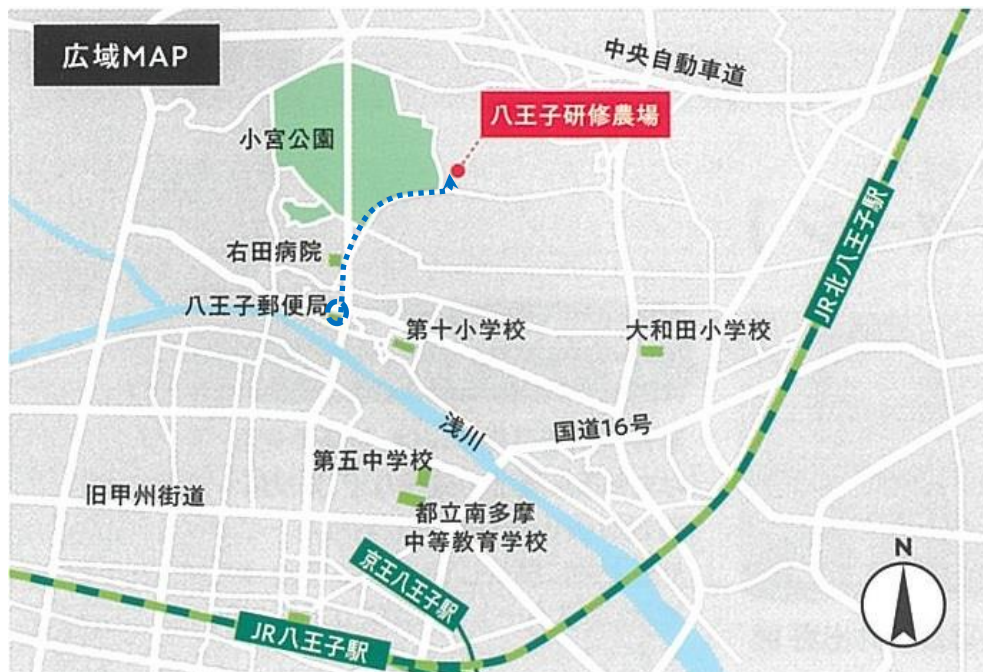 広域MAP
中央自動車道
八王子研修農場
小宮公園
JR北八王子駅
右田病院
八王子郵便局
第十小学校
大和田小学校
浅川
国道16号
第五中学校
旧甲州街道
都立南多摩
中等教育学校
京王八王子駅
JR八王子駅
N